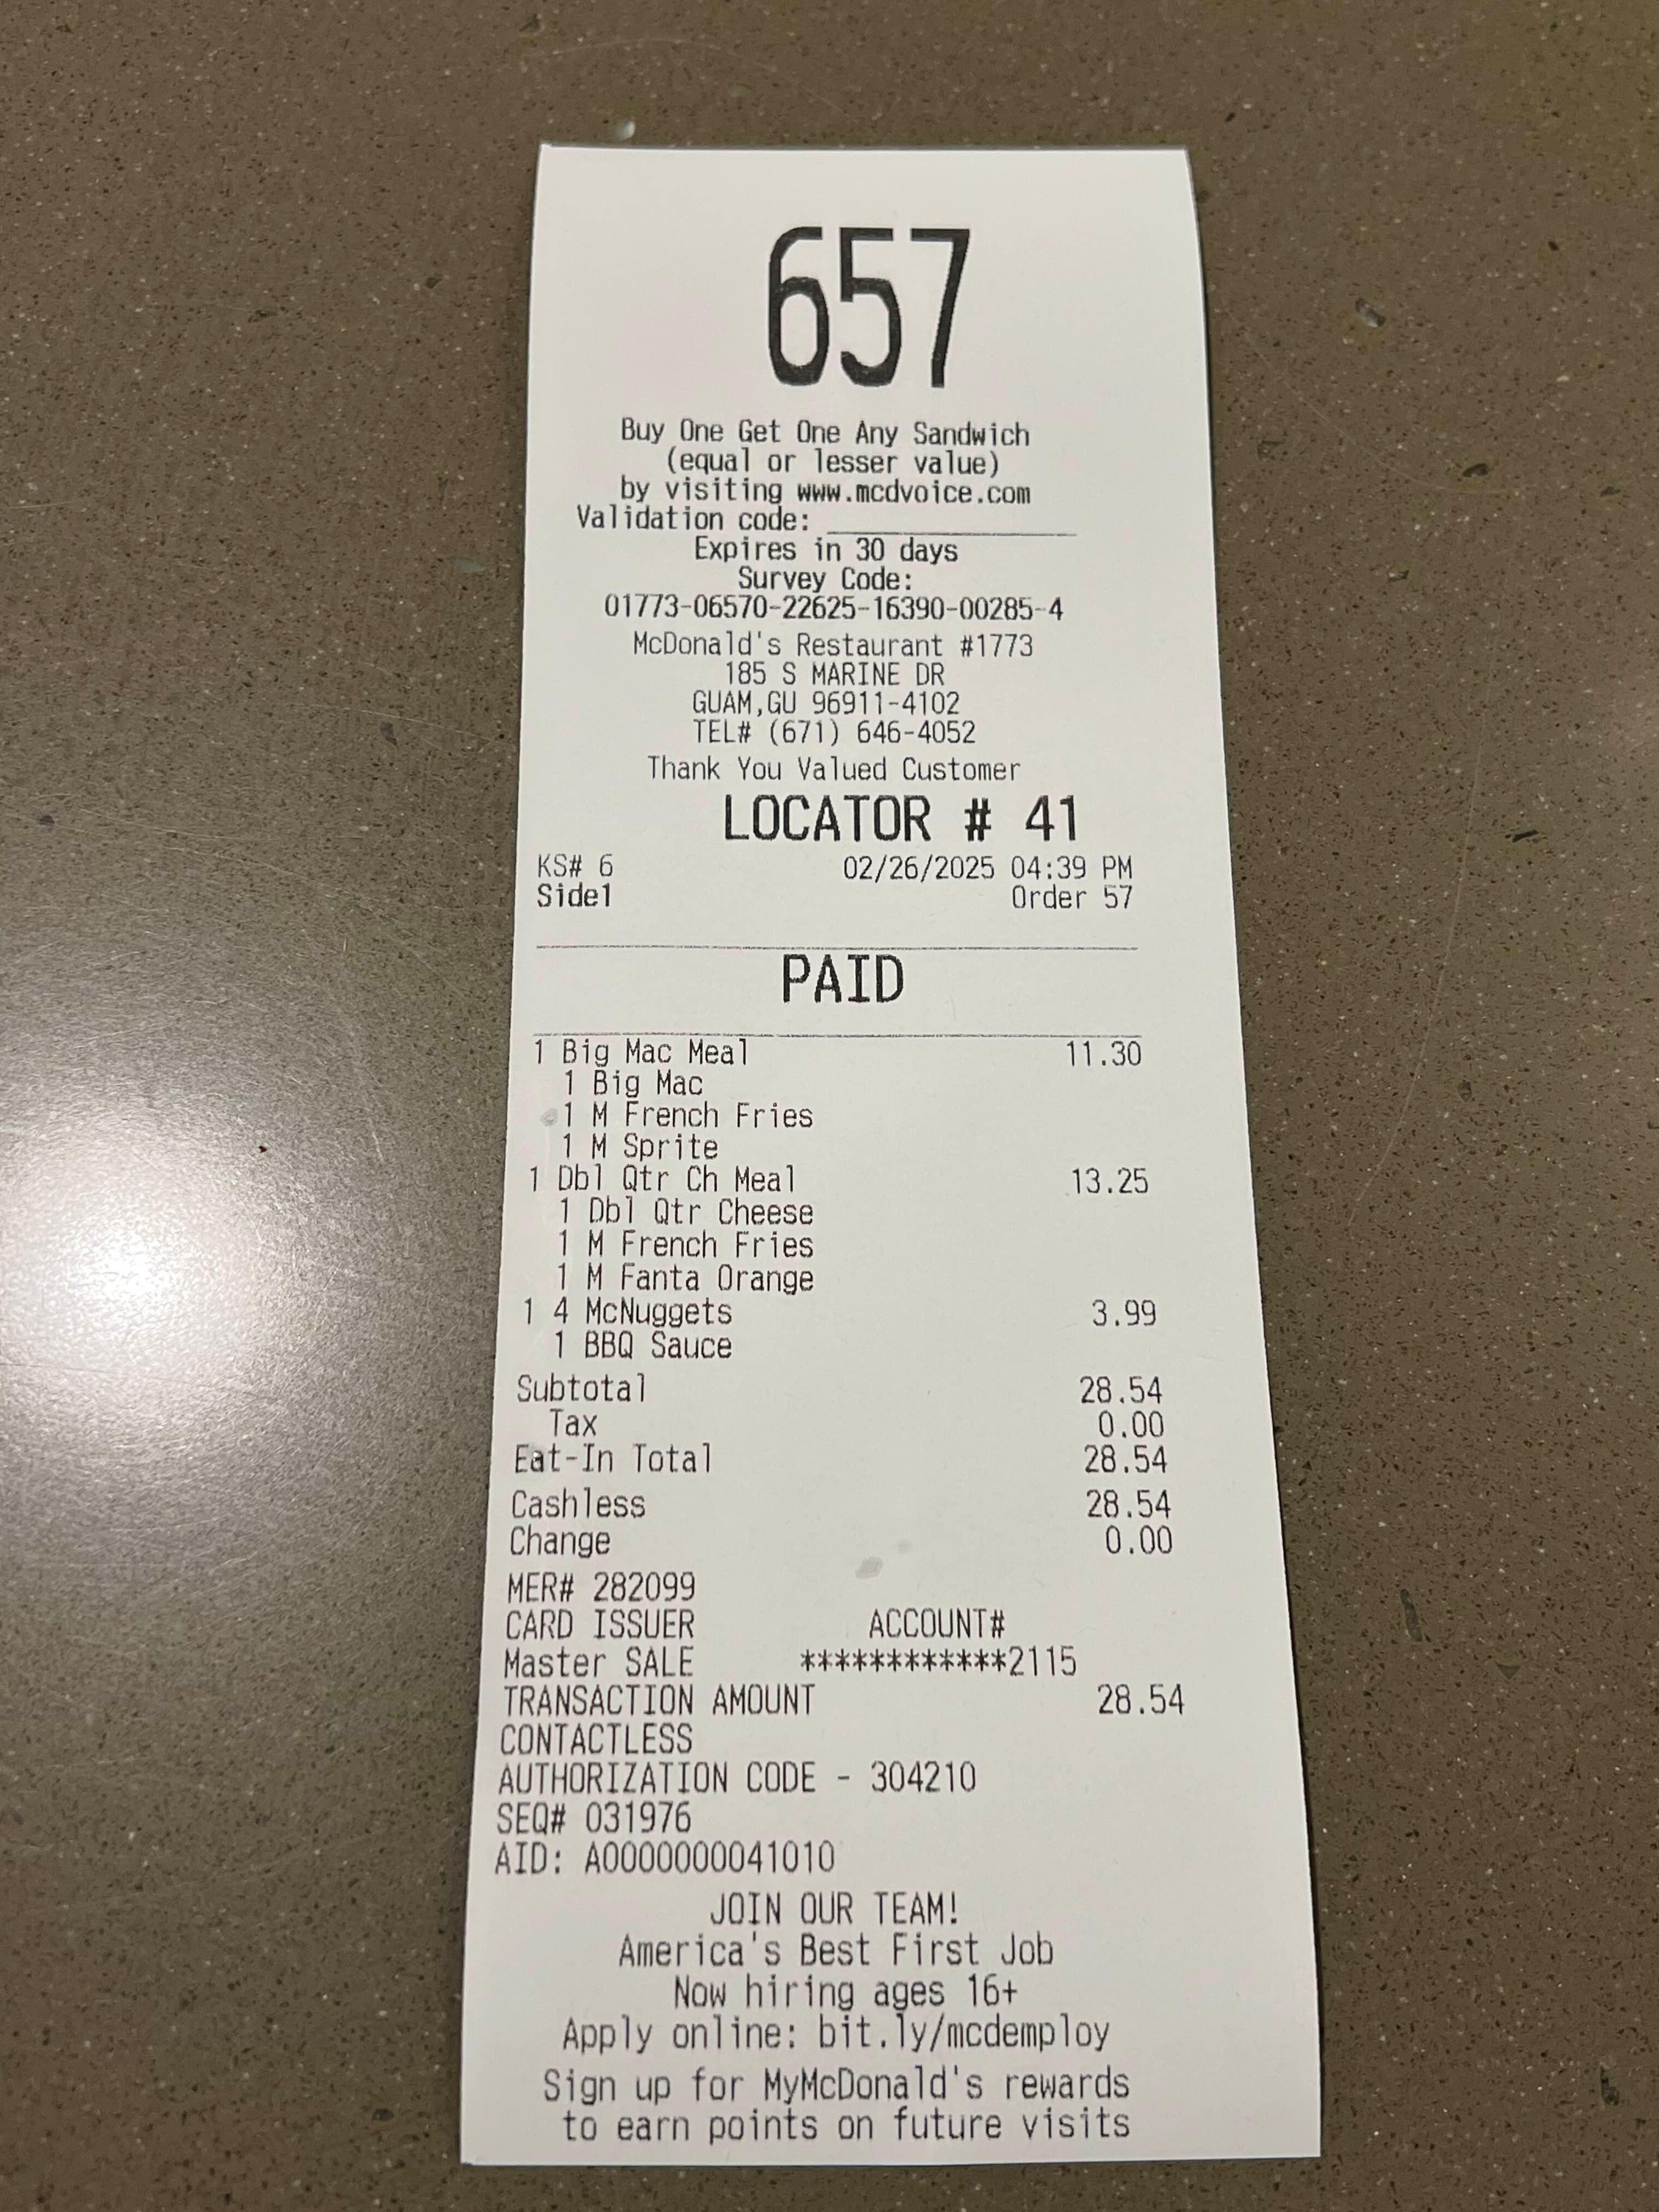 657
Buy One Get One Any Sandwich
(equal or lesser value)
by visiting www.mcdvoice.com
Validation code: ____________
Expires in 30 days
Survey Code:
01773-06570-22625-16390-00285-4
McDonald's Restaurant #1773
185 S MARINE DR
GUAM,GU 96911-4102
TEL# (671) 646-4052
Thank You Valued Customer
LOCATOR # 41
KS# 6 02/26/2025 04:39 PM
Side1 Order 57
PAID
1 Big Mac Meal 11.30
1 Big Mac
1 M French Fries
1 M Sprite
1 Dbl Qtr Ch Meal 13.25
1 Dbl Qtr Cheese
1 M French Fries
1 M Fanta Orange
1 4 McNuggets 3.99
1 BBQ Sauce
Subtotal 28.54
Tax 0.00
Eat-In Total 28.54
Cashless 28.54
Change 0.00
MER# 282099
CARD ISSUER ACCOUNT#
Master SALE ************2115
TRANSACTION AMOUNT 28.54
CONTACTLESS
AUTHORIZATION CODE - 304210
SEQ# 031976
AID: A0000000041010
JOIN OUR TEAM!
America's Best First Job
Now hiring ages 16+
Apply online: bit.ly/mcdemploy
Sign up for MyMcDonald's rewards
to earn points on future visits